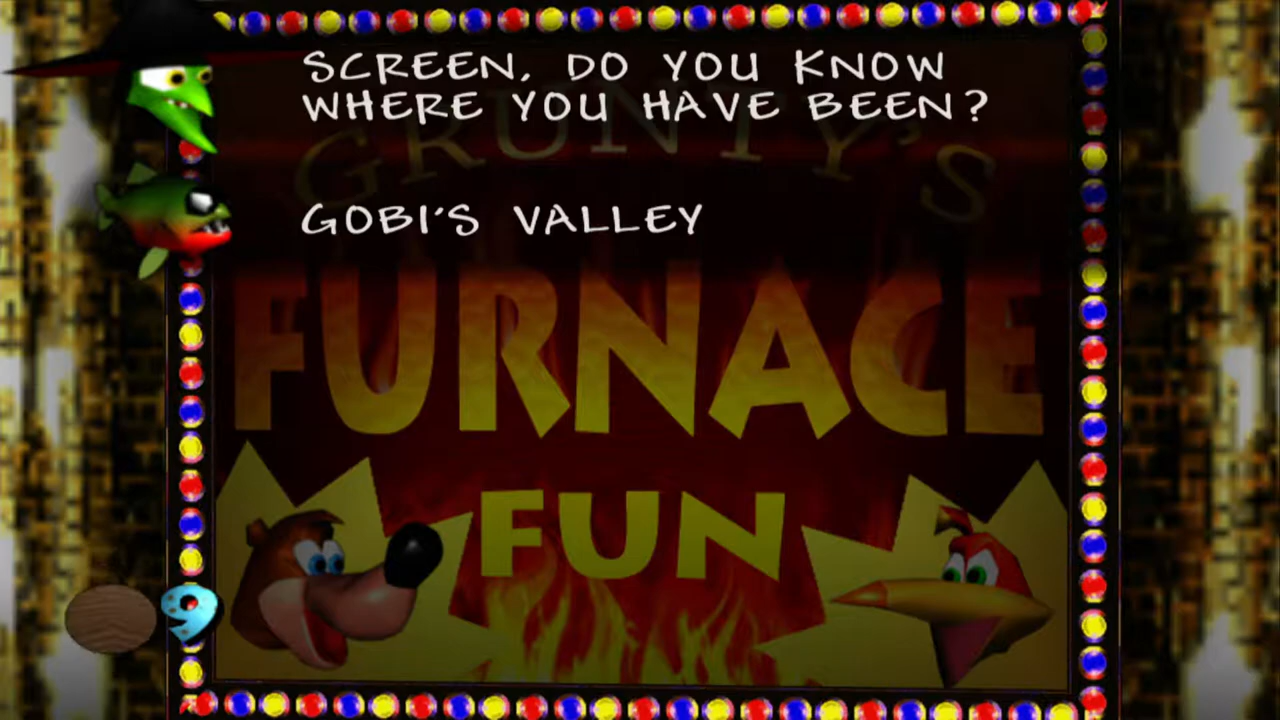 SCREEN, DO YOU KNOW
WHERE YOU HAVE BEEN?
GRUNTY'S
GOBI'S VALLEY
FURNACE
FUN
9